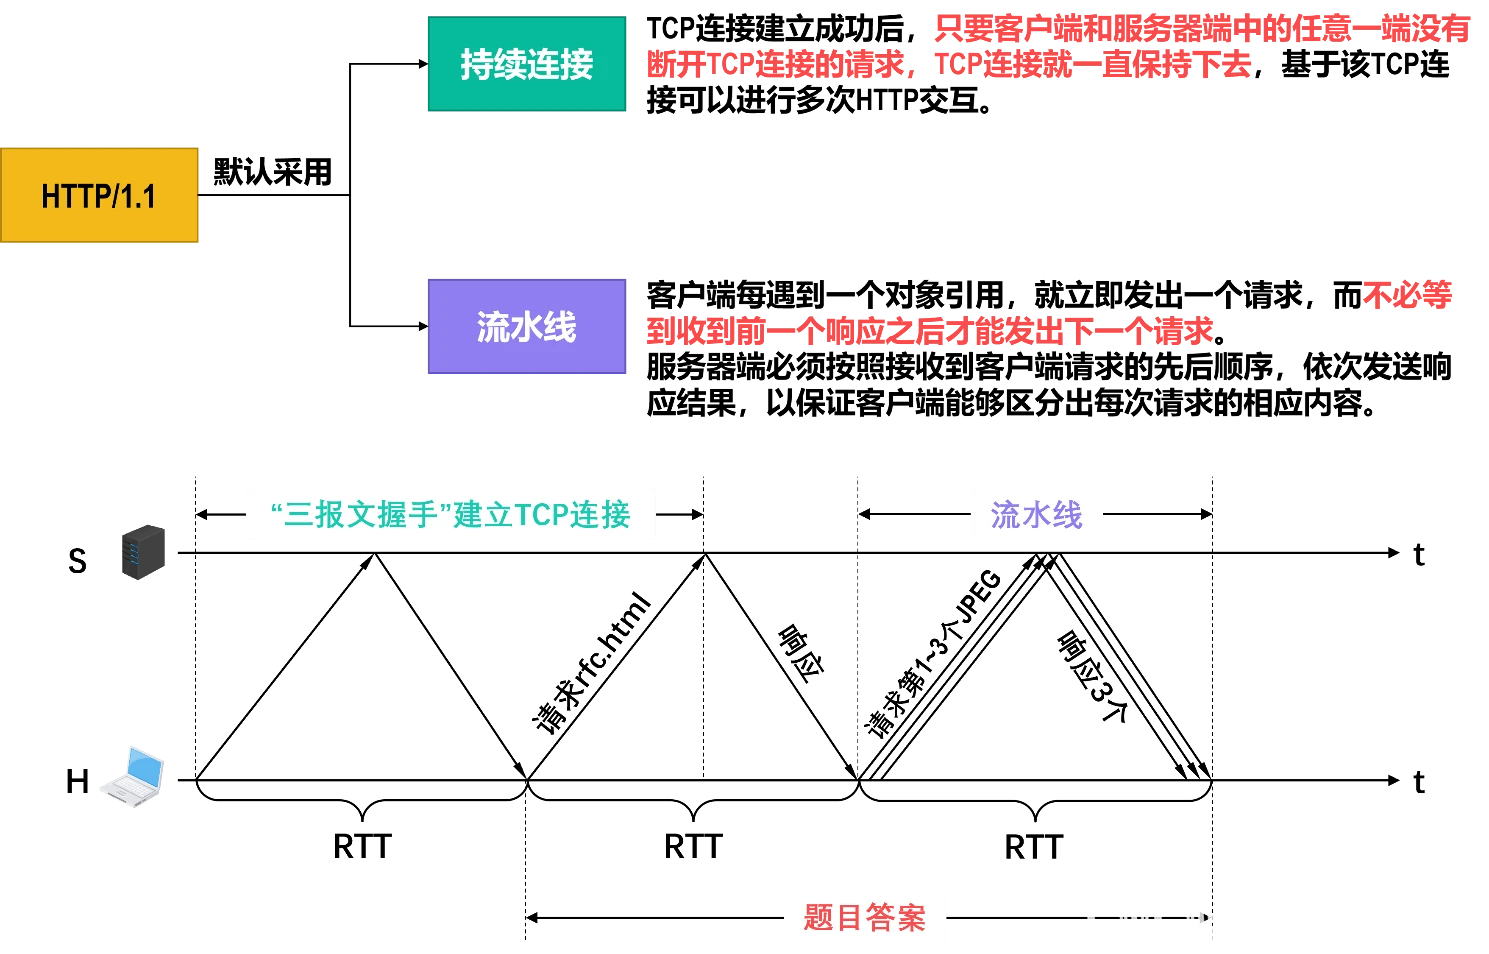 持续连接
TCP连接建立成功后，只要客户端和服务器端中的任意一端没有
断开TCP连接的请求，TCP连接就一直保持下去，基于该TCP连
接可以进行多次HTTP交互。
HTTP/1.1
默认采用
流水线
客户端每遇到一个对象引用，就立即发出一个请求，而不必等
到收到前一个响应之后才能发出下一个请求。
服务器端必须按照接收到客户端请求的先后顺序，依次发送响
应结果，以保证客户端能够区分出每次请求的相应内容。
“三报文握手”建立TCP连接
流水线
S
t
请求rfc.html
响应
请求第1~3个JPEG
响应3个
H
t
RTT
RTT
RTT
题目答案